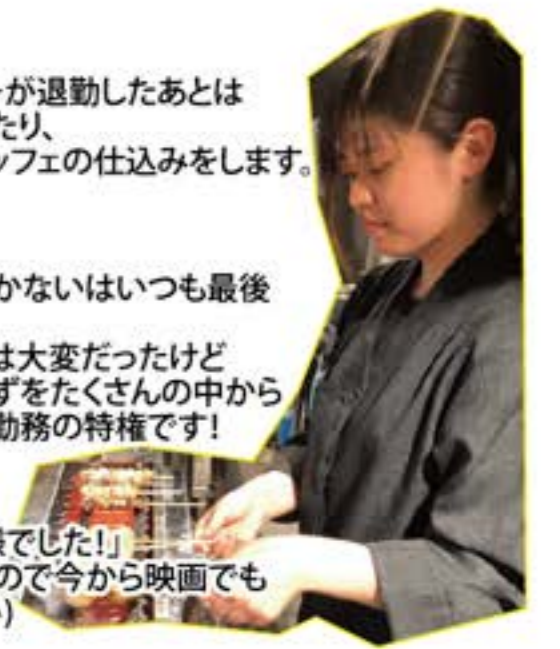 が退勤したあとは
たり、
ッフェの仕込みをします。
かないはいつも最後
は大変だったけど
ずをたくさんの中から
勤務の特権です!
様でした!」
ので今から映画でも